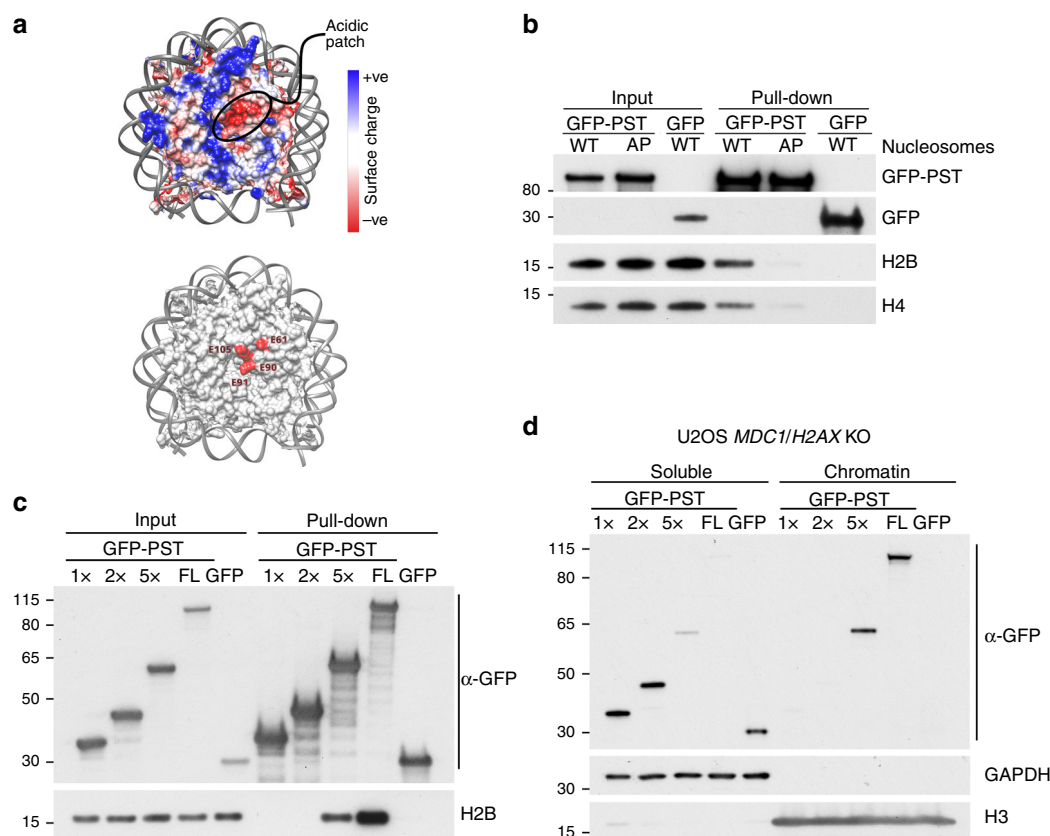 a
Acidic
patch
+ve
Surface charge
–ve
E105
E61
E90
E91
b
Input Pull-down
GFP-PST GFP GFP-PST GFP
WT AP WT WT AP WT Nucleosomes
GFP-PST
80
GFP
30
H2B
15
15
H4
c
Input Pull-down
GFP-PST GFP-PST
1× 2× 5× FL GFP 1× 2× 5× FL GFP
115
80
65
50
30
α-GFP
15
H2B
d
U2OS MDC1/H2AX KO
Soluble Chromatin
GFP-PST GFP-PST
1× 2× 5× FL GFP 1× 2× 5× FL GFP
115
80
65
50
30
α-GFP
GAPDH
30
H3
15